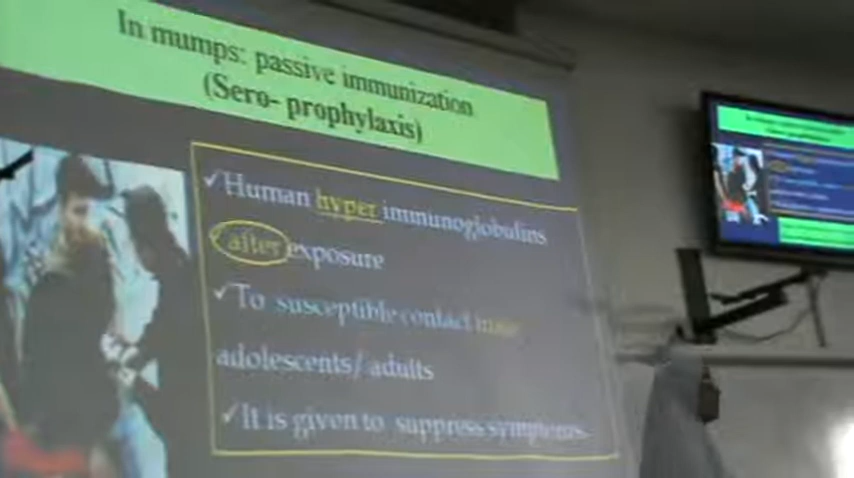 In mumps: passive immunization
(Sero- prophylaxis)
✓Human hyper immunoglobulins
after exposure
✓To susceptible contact male
adolescents/ adults
✓It is given to suppress symptoms